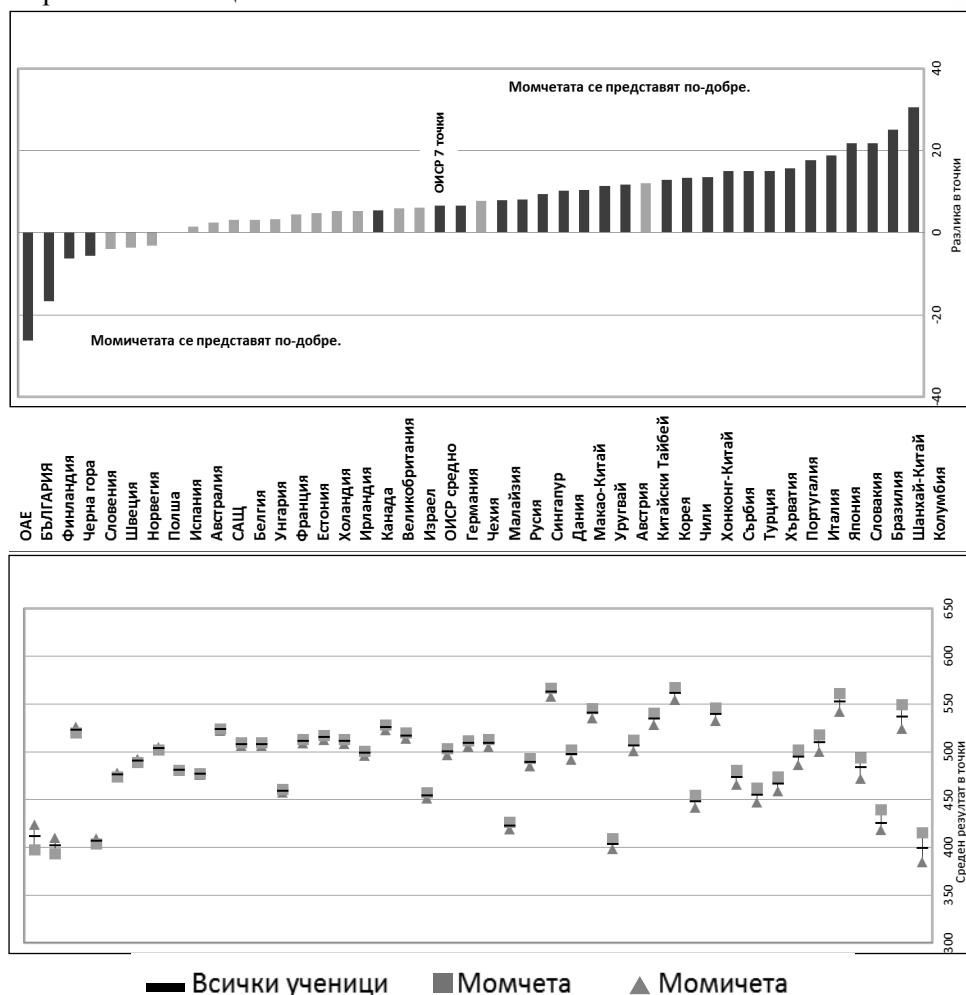 Момчетата се представят по-добре.
ОИСР 7 точки
Момичетата се представят по-добре.
40
20
0
-20
-40
Разлика в точки
ОАЕ
БЪЛГАРИЯ
Финландия
Черна гора
Словения
Швеция
Норвегия
Полша
Испания
Австралия
САЩ
Белгия
Унгария
Франция
Естония
Холандия
Ирландия
Канада
Великобритания
Израел
ОИСР средно
Германия
Чехия
Малайзия
Русия
Сингапур
Дания
Макао-Китай
Уругвай
Австрия
Китайски Тайбей
Корея
Чили
Хонконг-Китай
Сърбия
Турция
Хърватия
Португалия
Италия
Япония
Словакия
Бразилия
Шанхай-Китай
Колумбия
650
600
550
500
450
400
350
300
Среден резултат в точки
Всички ученици
Момчета
Момичета